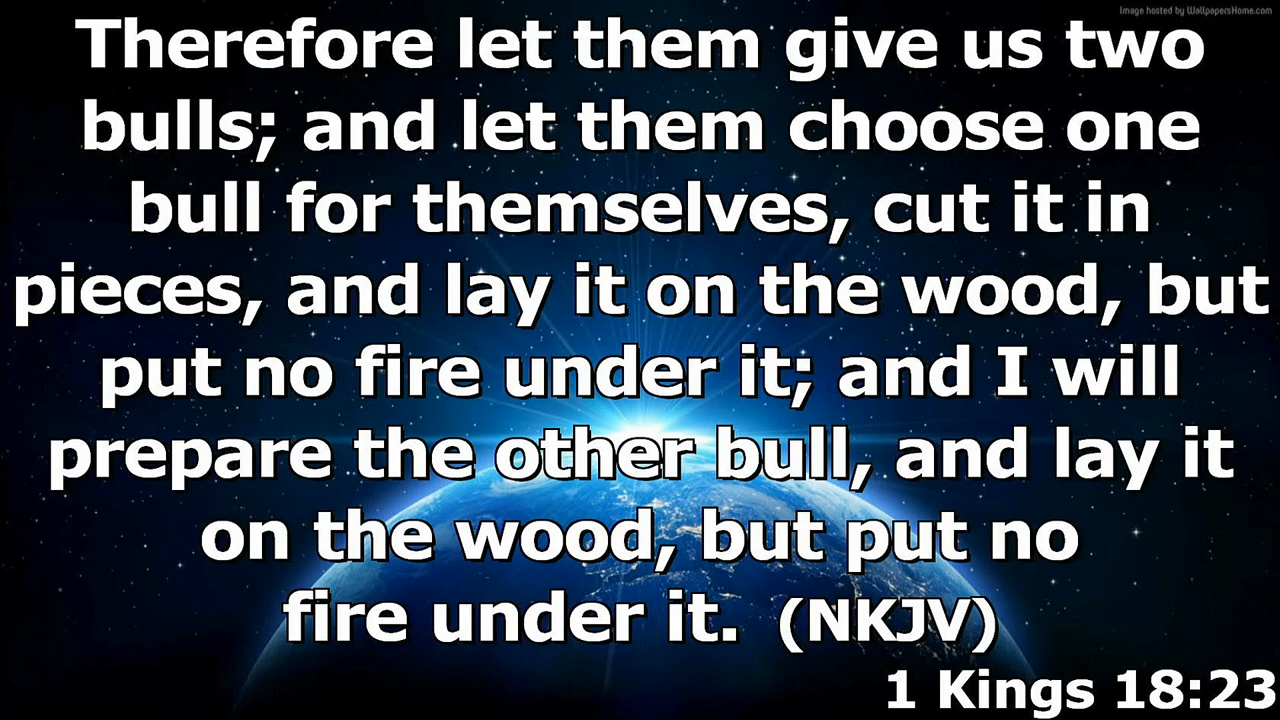 Image hosted by WallpapersHome.com
Therefore let them give us two
bulls; and let them choose one
bull for themselves, cut it in
pieces, and lay it on the wood, but
put no fire under it; and I will
prepare the other bull, and lay it
on the wood, but put no
fire under it. (NKJV)
1 Kings 18:23